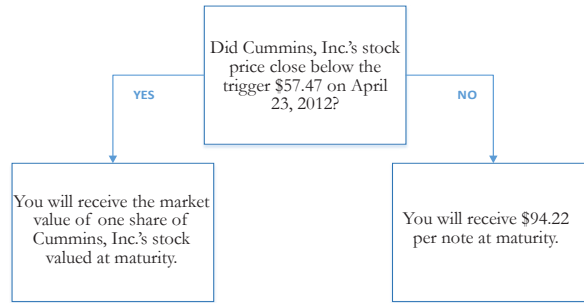 Did Cummins, Inc.'s stock
price close below the
trigger $57.47 on April
23, 2012?
YES
NO
You will receive the market
value of one share of
Cummins, Inc.'s stock
valued at maturity.
You will receive $94.22
per note at maturity.